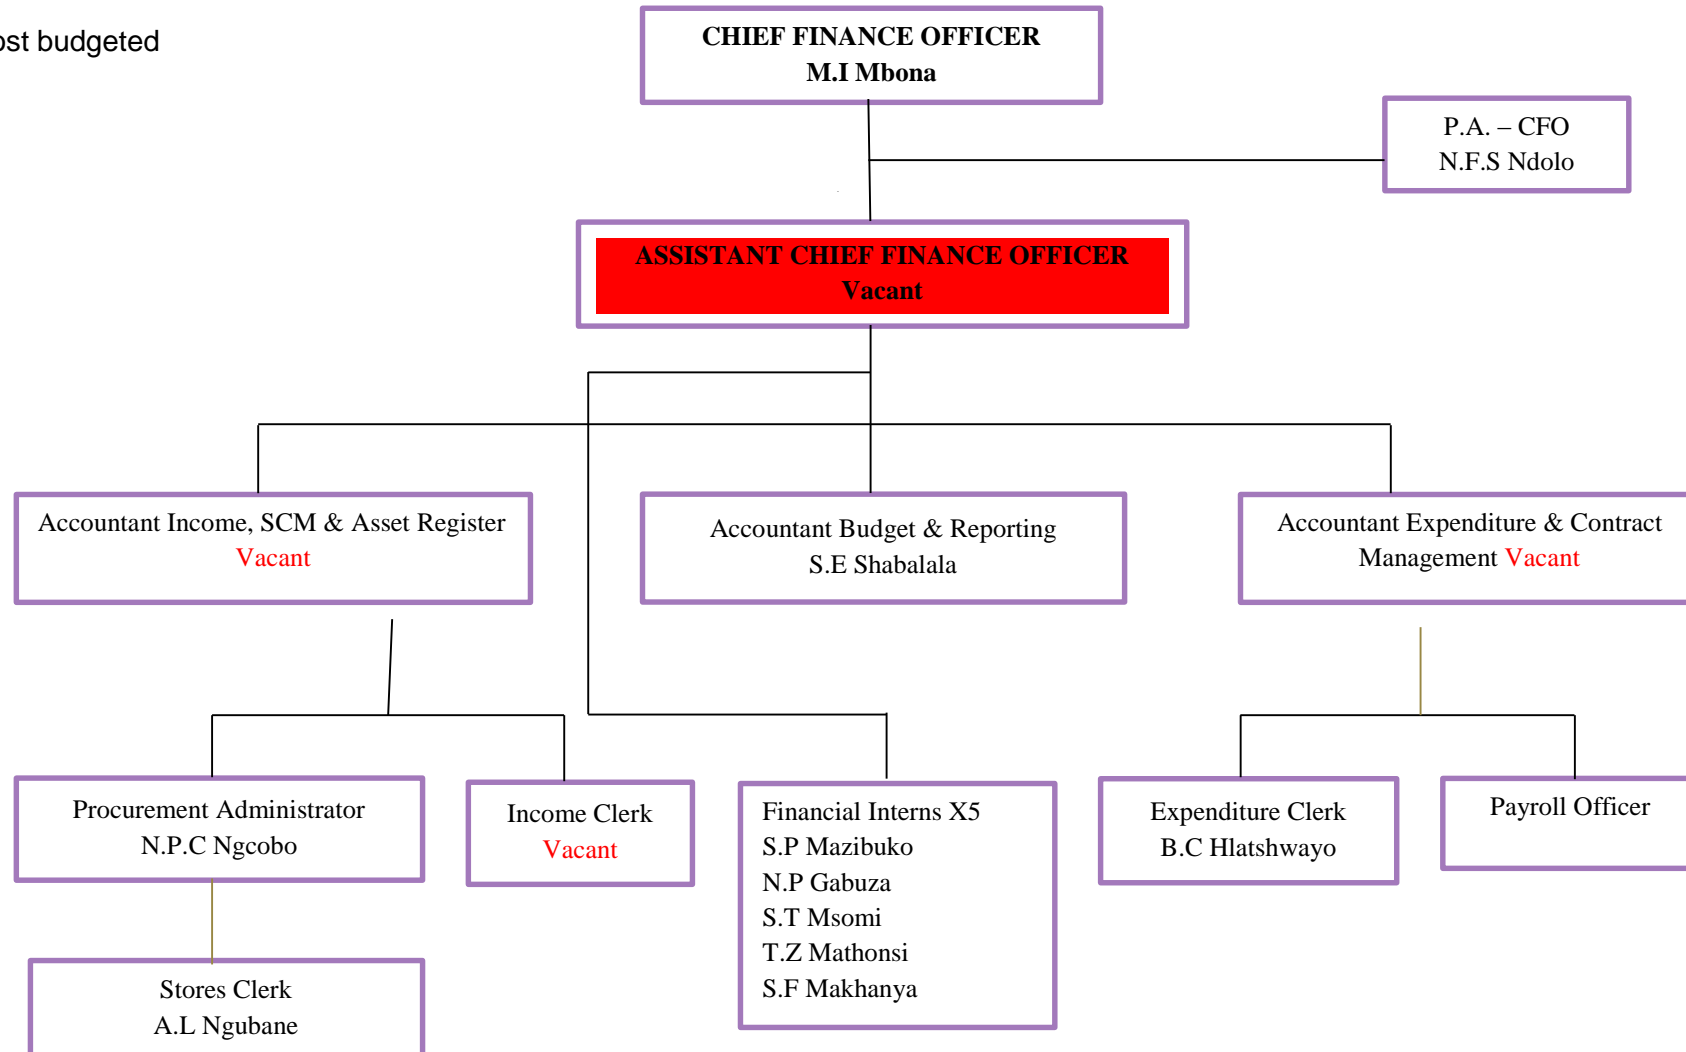 ost budgeted
CHIEF FINANCE OFFICER
M.I Mbona
P.A. – CFO
N.F.S Ndolo
ASSISTANT CHIEF FINANCE OFFICER
Vacant
Accountant Income, SCM & Asset Register
Vacant
Accountant Budget & Reporting
S.E Shabalala
Accountant Expenditure & Contract
Management Vacant
Procurement Administrator
N.P.C Ngcobo
Income Clerk
Vacant
Financial Interns X5
S.P Mazibuko
N.P Gabuza
S.T Msomi
T.Z Mathonsi
S.F Makhanya
Expenditure Clerk
B.C Hlatshwayo
Payroll Officer
Stores Clerk
A.L Ngubane